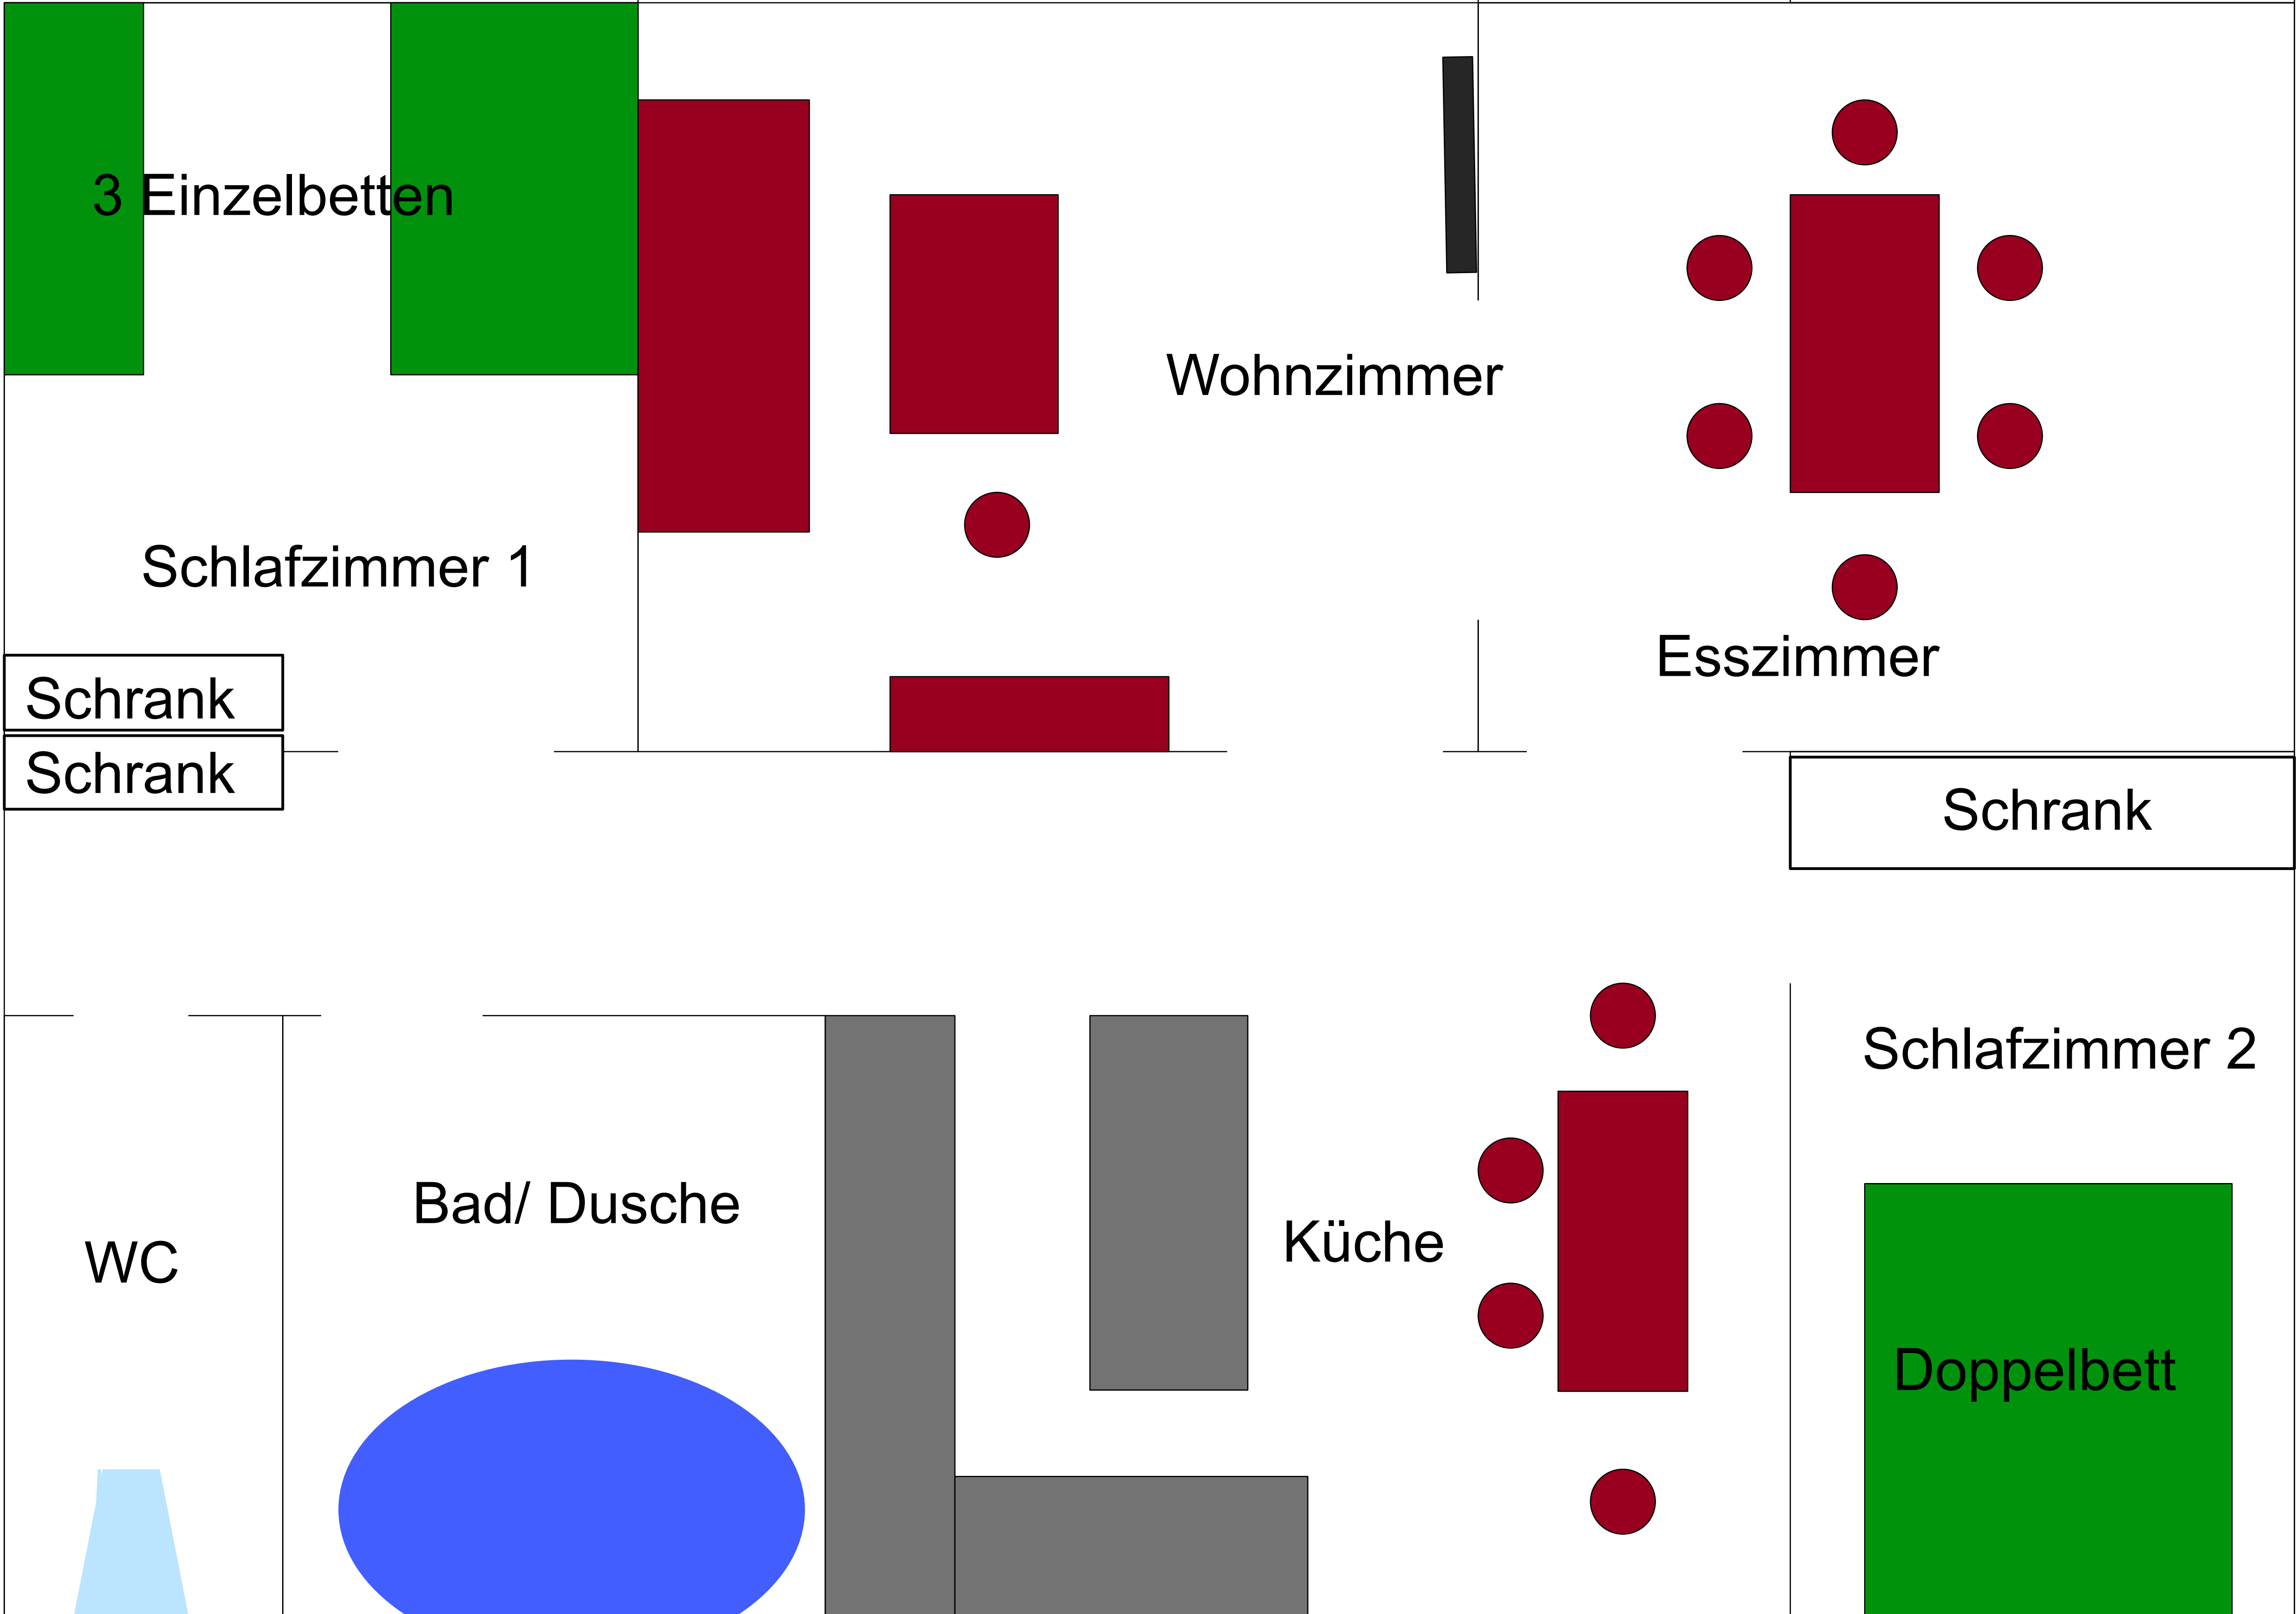 3 Einzelbetten
Wohnzimmer
Schlafzimmer 1
Esszimmer
Schrank
Schrank
Schrank
Schlafzimmer 2
Bad/ Dusche
Küche
WC
Doppelbett